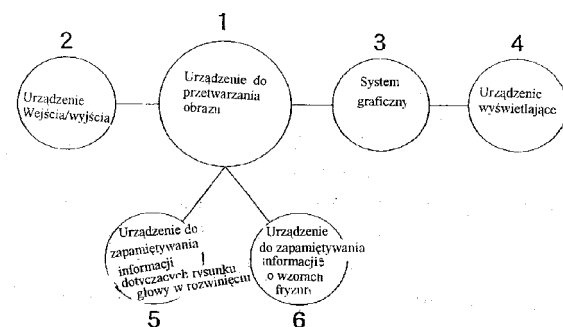 1
2
3
4
Urządzenie
Wejścia/wyjścia
Urządzenie do
przetwarzania
obrazu
System
graficzny
Urządzenie
wyświetlające
Urządzenie do
zapamiętywania
informacji
dotyczących rysunku
głowy w rozwinięciu
Urządzenie
do zapamiętywania
informacji
o wzorach
fryzur
5
6